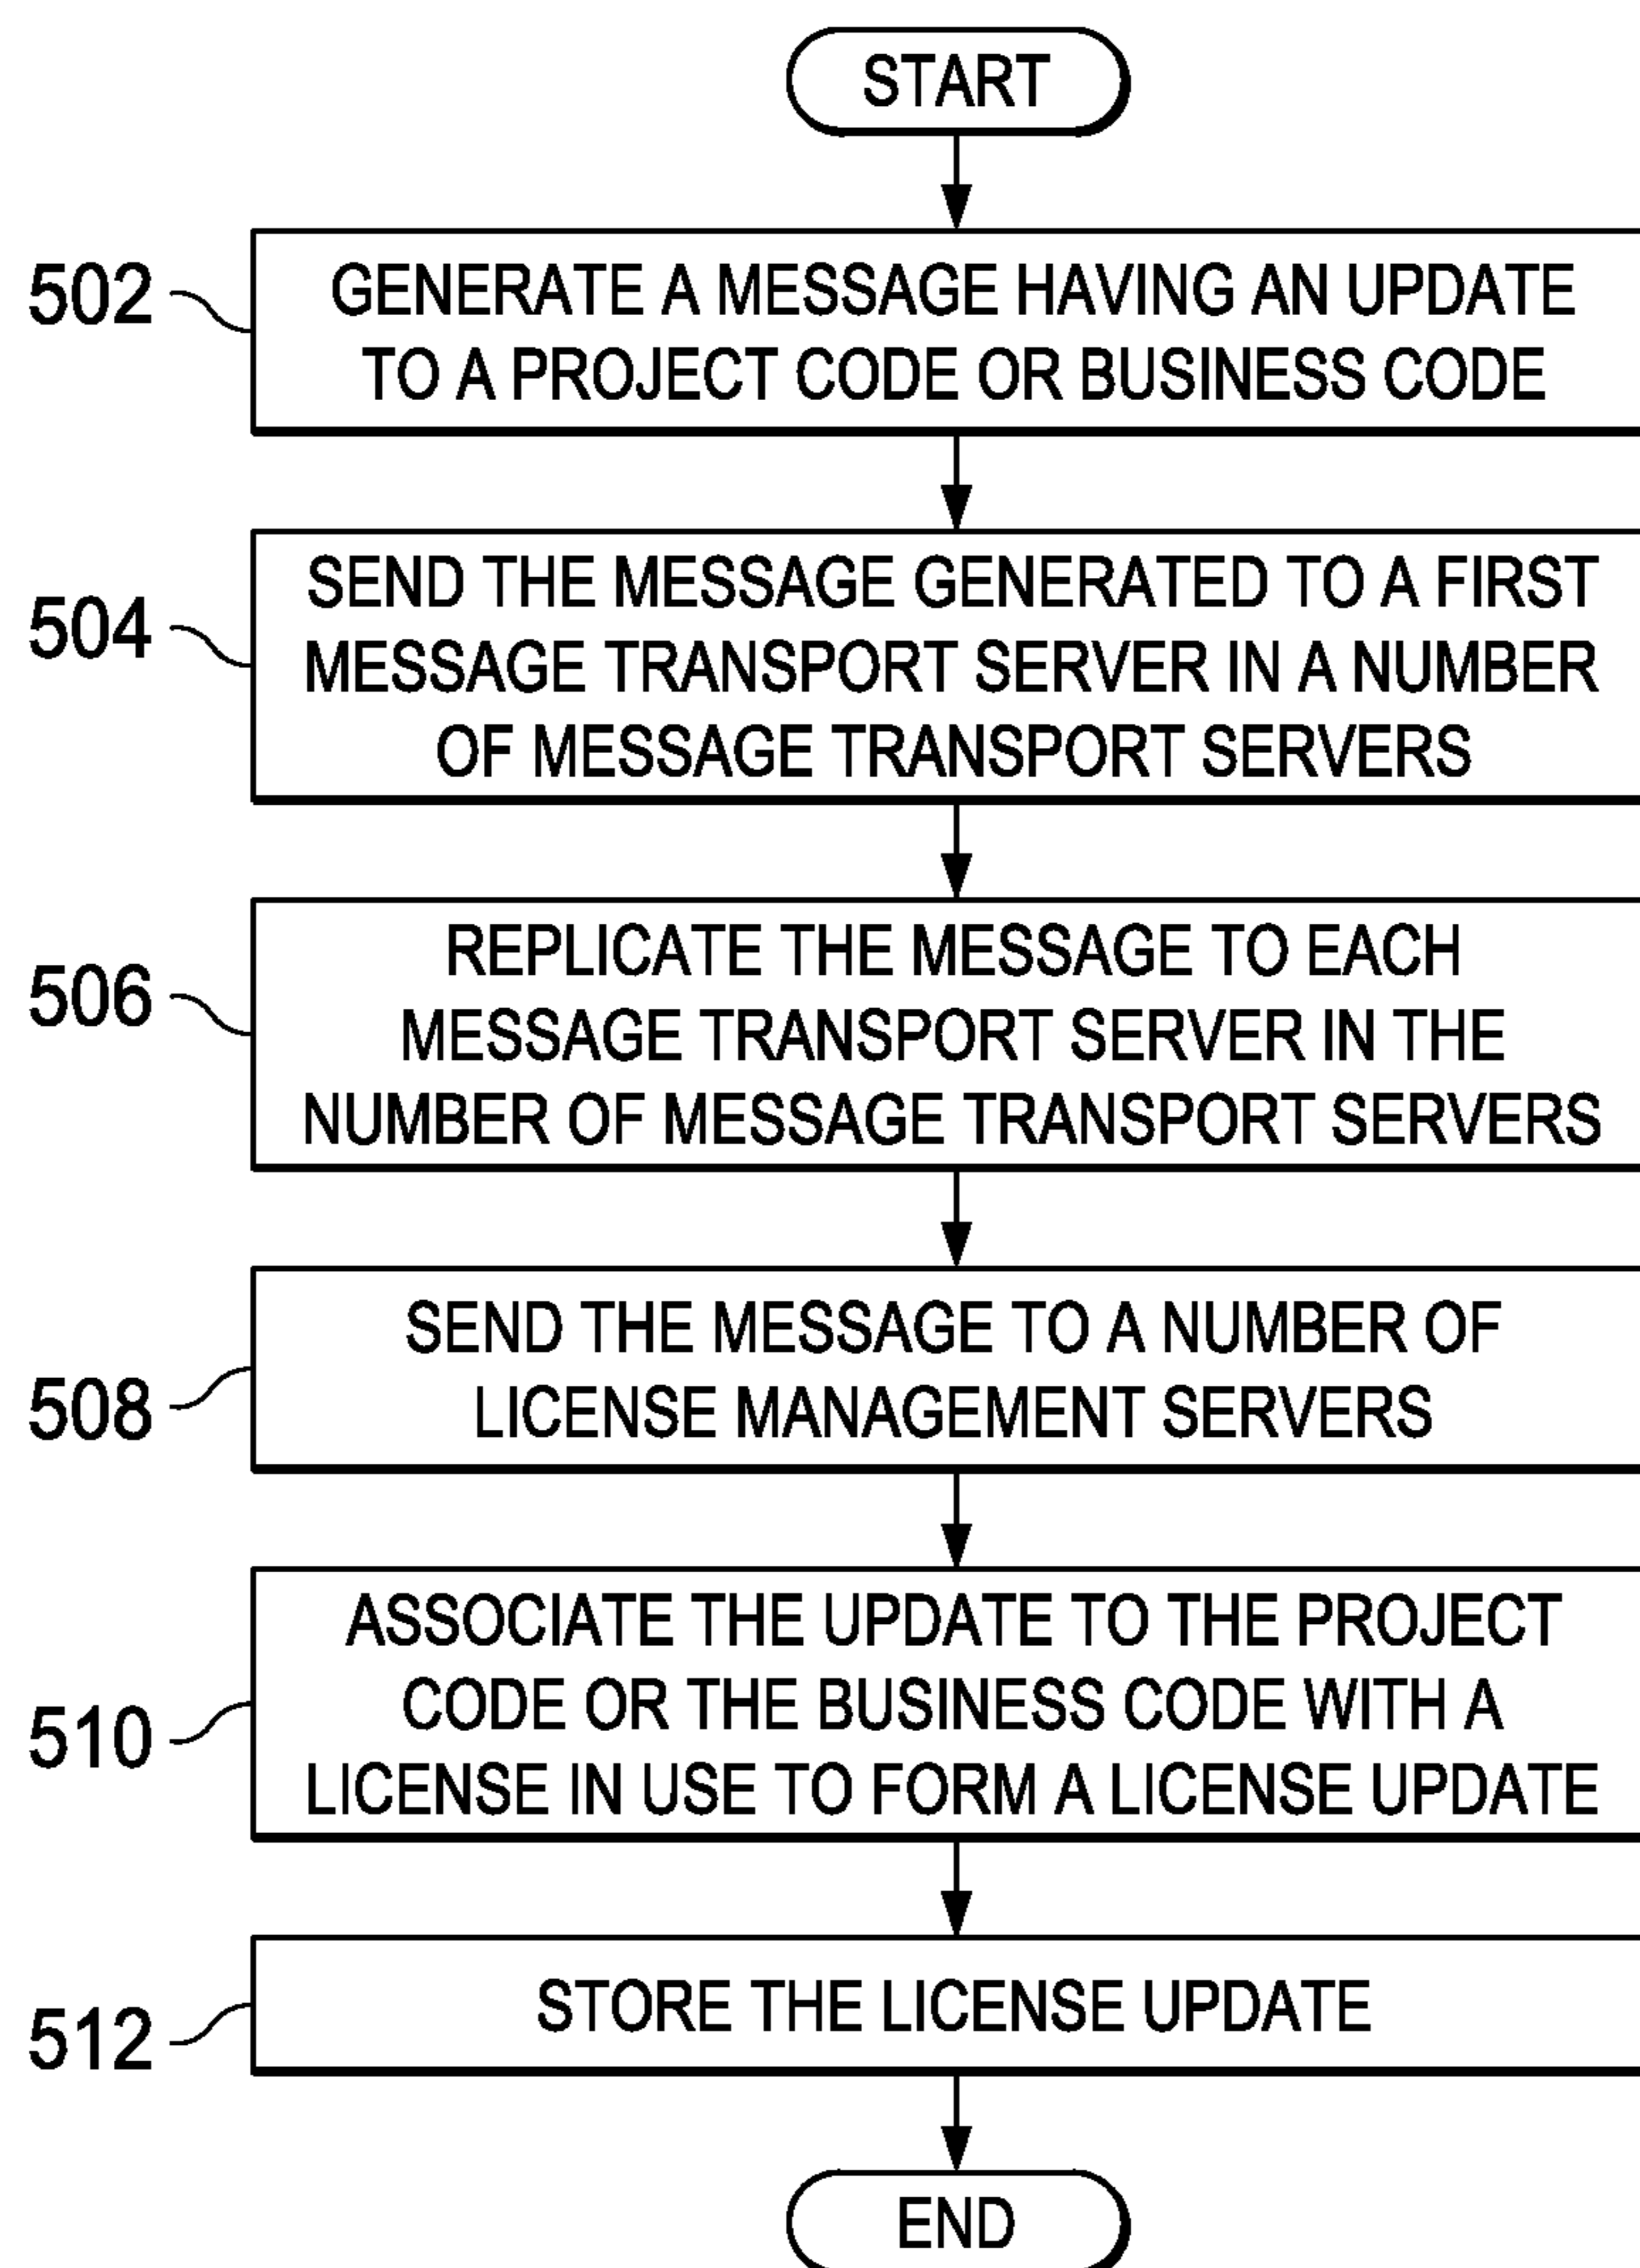 START
502
GENERATE A MESSAGE HAVING AN UPDATE
TO A PROJECT CODE OR BUSINESS CODE
504
SEND THE MESSAGE GENERATED TO A FIRST
MESSAGE TRANSPORT SERVER IN A NUMBER
OF MESSAGE TRANSPORT SERVERS
506
REPLICATE THE MESSAGE TO EACH
MESSAGE TRANSPORT SERVER IN THE
NUMBER OF MESSAGE TRANSPORT SERVERS
508
SEND THE MESSAGE TO A NUMBER OF
LICENSE MANAGEMENT SERVERS
510
ASSOCIATE THE UPDATE TO THE PROJECT
CODE OR THE BUSINESS CODE WITH A
LICENSE IN USE TO FORM A LICENSE UPDATE
512
STORE THE LICENSE UPDATE
END